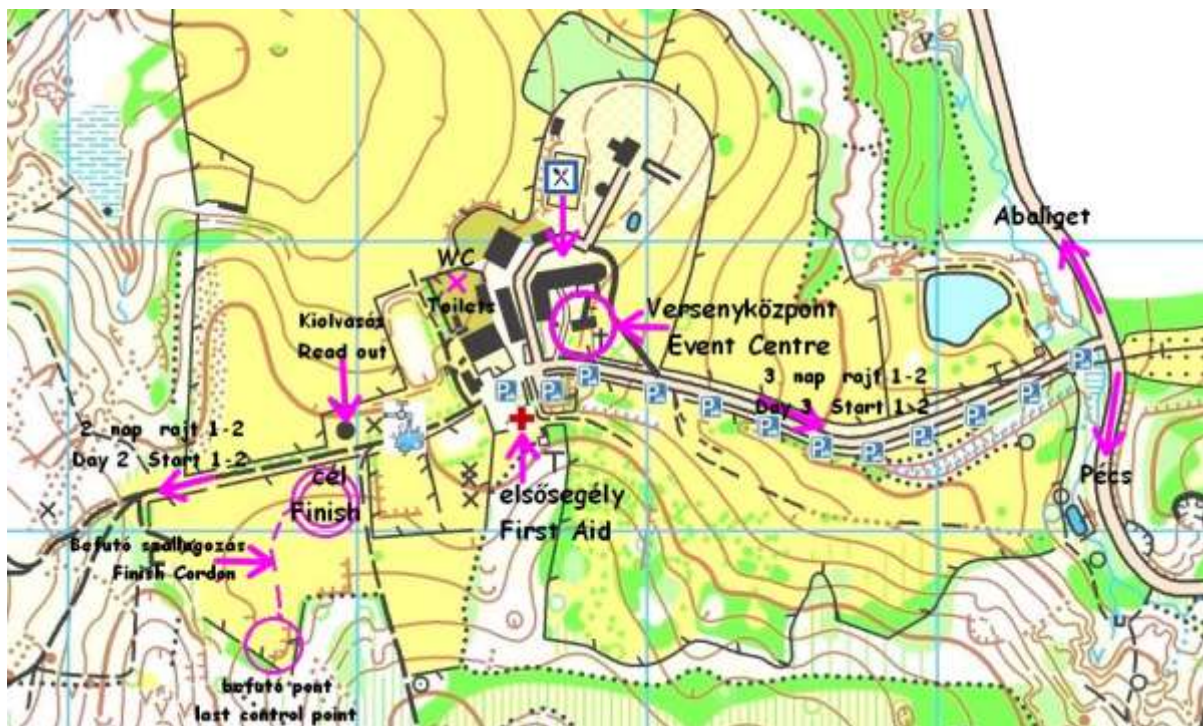 Abaliget
WC
Toilets
Kiolvasás
Read out
Versenyközpont
Event Centre
3 nap rajt 1-2
Day 3 Start 1-2
2 nap rajt 1-2
Day 2 Start 1-2
cél
Finish
elsősegély
First Aid
Pécs
Befutó szallagozás
Finish Cordon
befutó pont
last control point